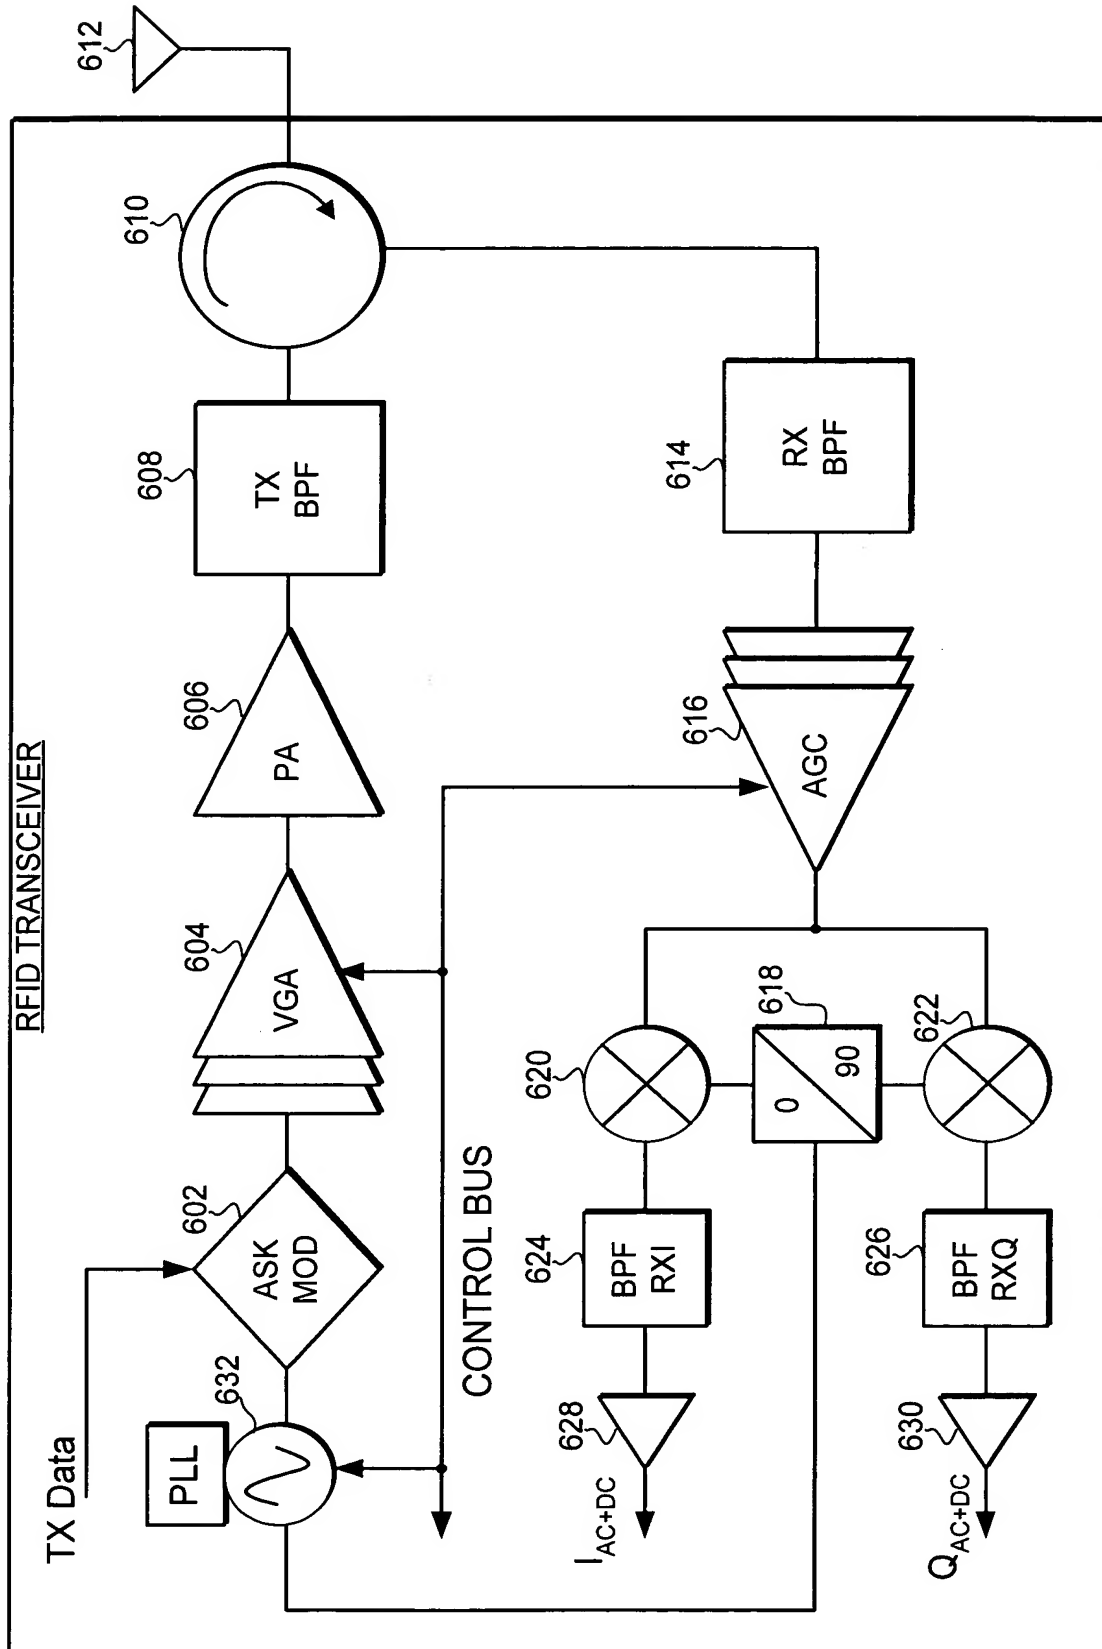 RFID TRANSCEIVER
TX Data
PLL
632
ASK
MOD
602
VGA
604
PA
606
TX
BPF
608
610
612
CONTROL BUS
RX
BPF
614
AGC
616
0
90
618
620
622
BPF
RXI
624
BPF
RXQ
626
628
630
I AC+DC
Q AC+DC